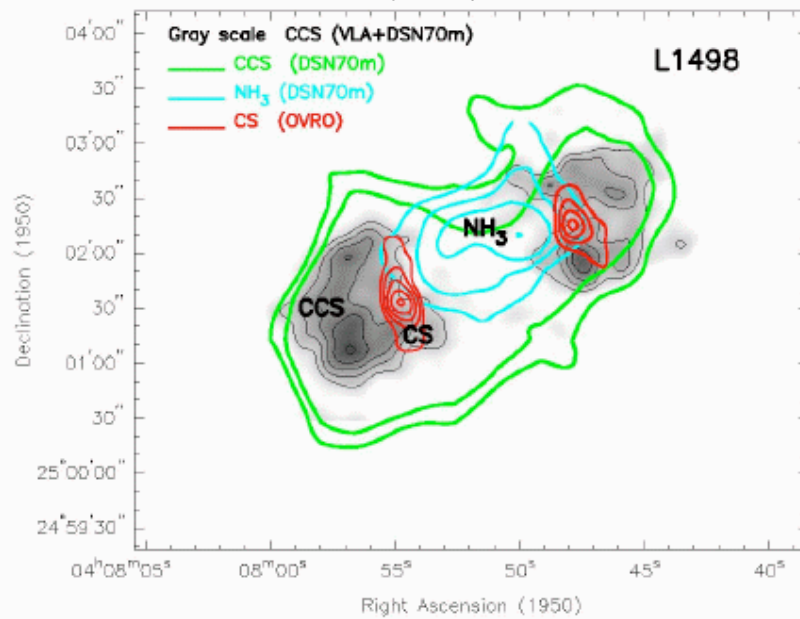 Gray scale CCS (VLA+DSN70m)
CCS (DSN70m)
NH₃ (DSN70m)
CS (OVRO)
L1498
04'00"
30"
03'00"
30"
02'00"
30"
01'00"
30"
25°00'00"
24°59'30"
Declination (1950)
NH₃
CCS
CS
04ʰ08ᵐ05ˢ
08ᵐ00ˢ
55ˢ
50ˢ
45ˢ
40ˢ
Right Ascension (1950)